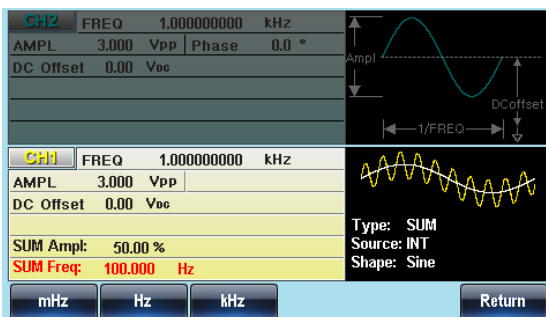 CH2 FREQ 1.000000000 kHz
AMPL 3.000 Vpp Phase 0.0 °
DC Offset 0.00 VDC
Ampl
DCoffset
1/FREQ
CH1 FREQ 1.000000000 kHz
AMPL 3.000 Vpp
DC Offset 0.00 VDC
SUM Ampl: 50.00 %
SUM Freq: 100.000 Hz
Type: SUM
Source: INT
Shape: Sine
mHz Hz kHz Return